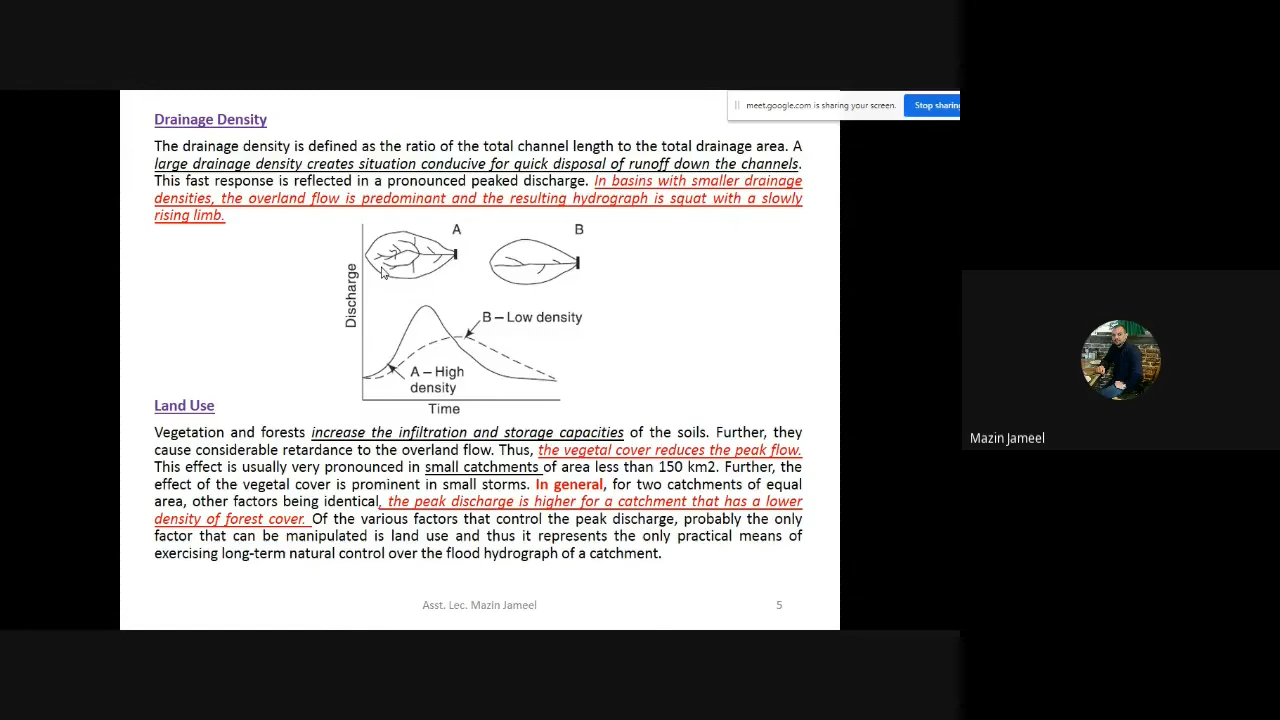 meet.google.com is sharing your screen.
Stop sharing
Drainage Density
The drainage density is defined as the ratio of the total channel length to the total drainage area. A
large drainage density creates situation conducive for quick disposal of runoff down the channels.
This fast response is reflected in a pronounced peaked discharge. In basins with smaller drainage
densities, the overland flow is predominant and the resulting hydrograph is squat with a slowly
rising limb.
A
B
Discharge
B – Low density
A – High
density
Time
Land Use
Vegetation and forests increase the infiltration and storage capacities of the soils. Further, they
cause considerable retardance to the overland flow. Thus, the vegetal cover reduces the peak flow.
This effect is usually very pronounced in small catchments of area less than 150 km2. Further, the
effect of the vegetal cover is prominent in small storms. In general, for two catchments of equal
area, other factors being identical, the peak discharge is higher for a catchment that has a lower
density of forest cover. Of the various factors that control the peak discharge, probably the only
factor that can be manipulated is land use and thus it represents the only practical means of
exercising long-term natural control over the flood hydrograph of a catchment.
Asst. Lec. Mazin Jameel
5
Mazin Jameel